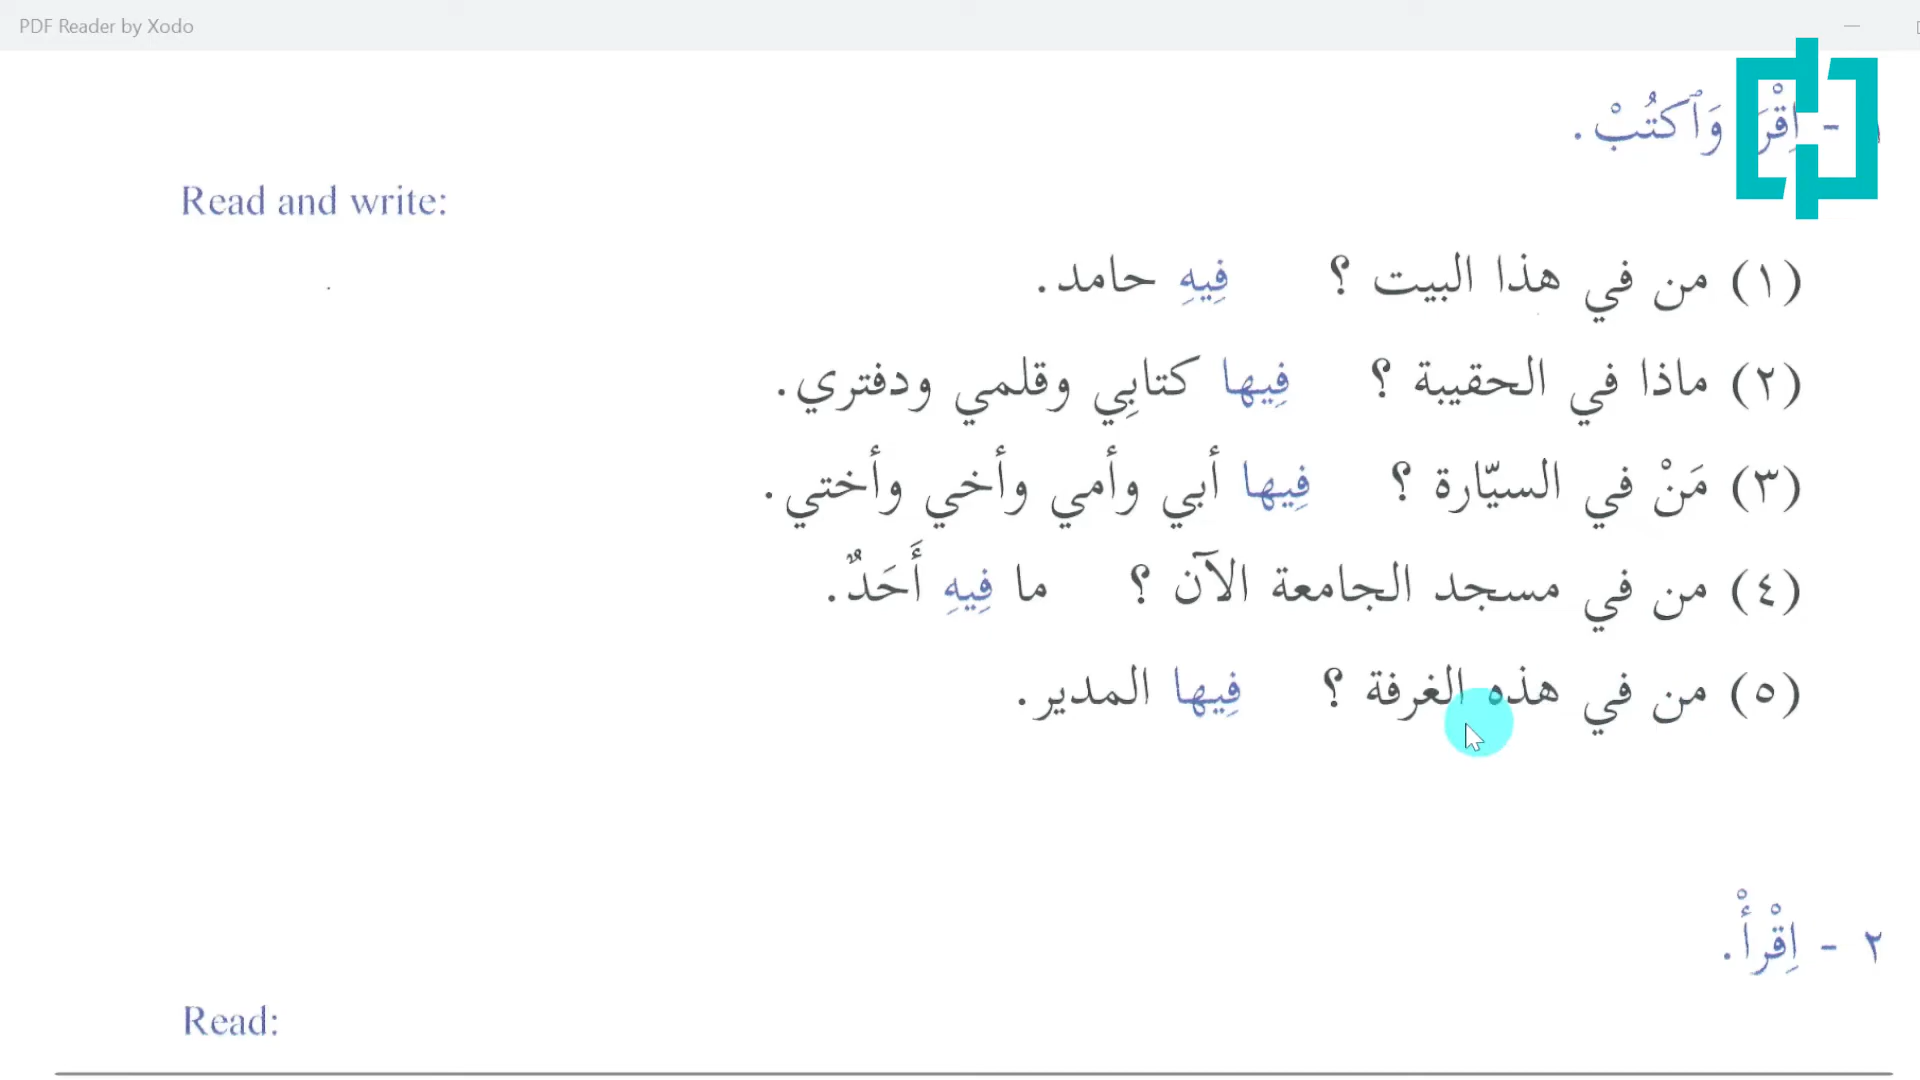 PDF Reader by Xodo
- اِقْرَ وَٱكتُبْ .
Read and write:
(١) من في هذا البيت ؟ فِيهِ حامد.
(٢) ماذا في الحقيبة ؟ فِيها كتابِي وقلمي ودفتري.
(٣) مَنْ في السيّارة ؟ فِيها أبي وأمي وأخي وأختي.
(٤) من في مسجد الجامعة الآن ؟ ما فِيهِ أَحَدٌ.
(٥) من في هذه الغرفة ؟ فِيها المدير.
٢ - اِقْرأْ.
Read: